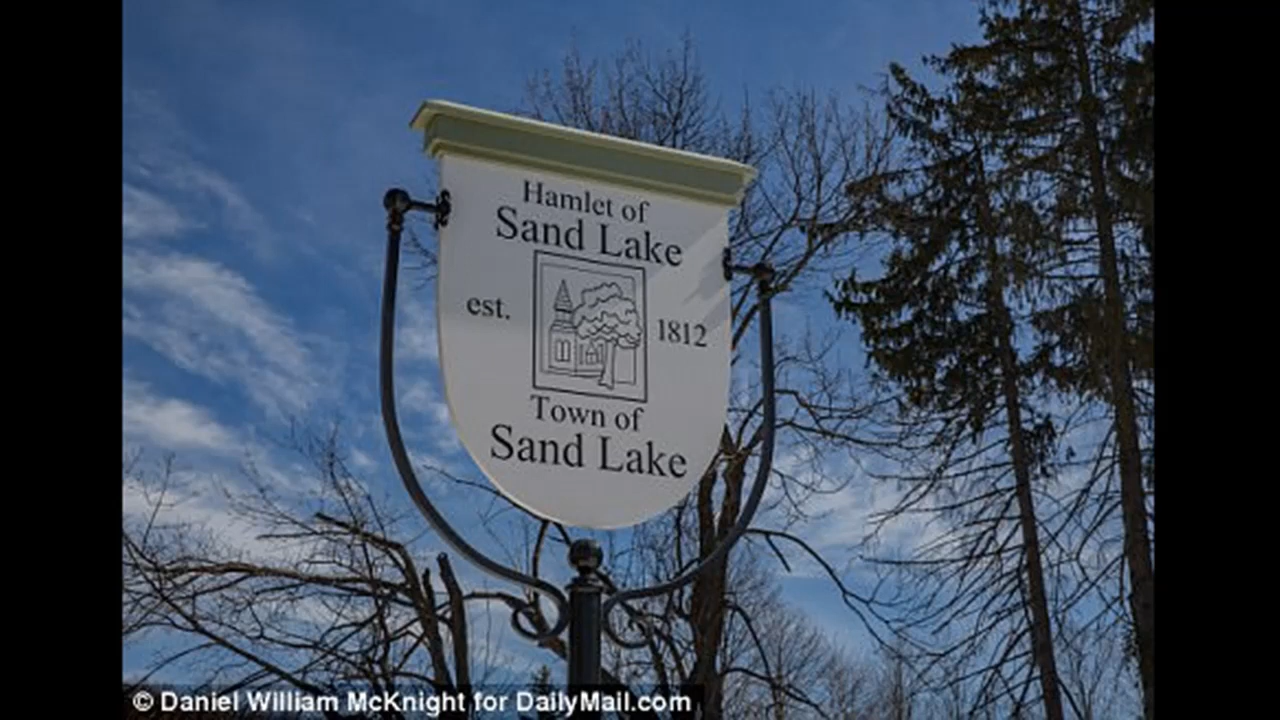 Hamlet of
Sand Lake
est. 1812
Town of
Sand Lake
© Daniel William McKnight for DailyMail.com